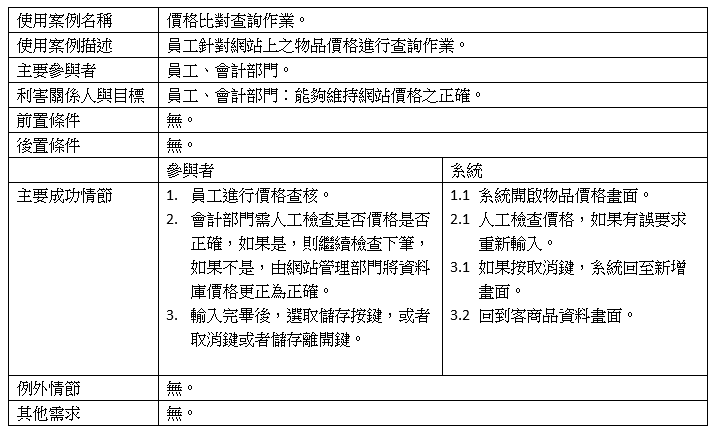 使用案例名稱 價格比對查詢作業。
使用案例描述 員工針對網站上之物品價格進行查詢作業。
主要參與者 員工、會計部門。
利害關係人與目標 員工、會計部門：能夠維持網站價格之正確。
前置條件 無。
後置條件 無。
參與者 系統
主要成功情節
1. 員工進行價格查核。
2. 會計部門需人工檢查是否價格是否
正確，如果是，則繼續檢查下筆，
如果不是，由網站管理部門將資料
庫價格更正為正確。
3. 輸入完畢後，選取儲存按鍵，或者
取消鍵或者儲存離開鍵。
1.1 系統開啟物品價格畫面。
2.1 人工檢查價格，如果有誤要求
重新輸入。
3.1 如果按取消鍵，系統回至新增
畫面。
3.2 回到客商品資料畫面。
例外情節 無。
其他需求 無。